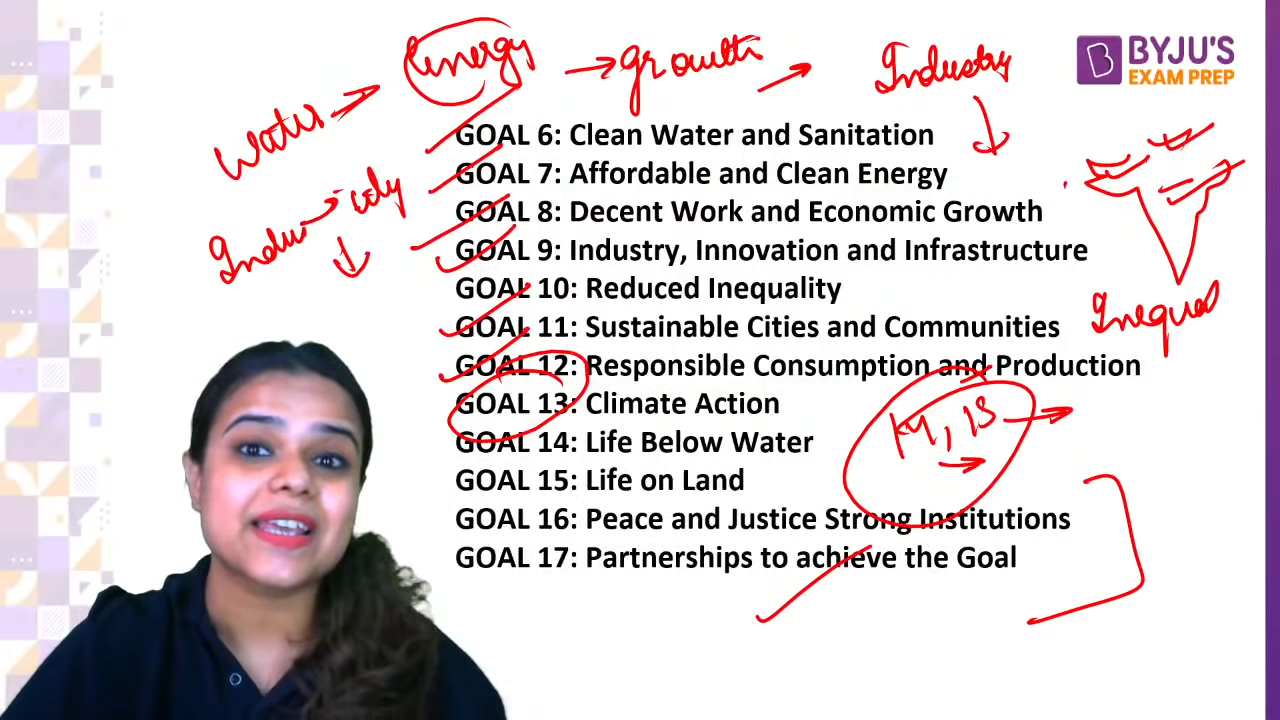 BYJU'S
EXAM PREP
Water → Energy → growth → Industry
GOAL 6: Clean Water and Sanitation
GOAL 7: Affordable and Clean Energy
GOAL 8: Decent Work and Economic Growth
GOAL 9: Industry, Innovation and Infrastructure
GOAL 10: Reduced Inequality
GOAL 11: Sustainable Cities and Communities
GOAL 12: Responsible Consumption and Production
GOAL 13: Climate Action
GOAL 14: Life Below Water
GOAL 15: Life on Land
GOAL 16: Peace and Justice Strong Institutions
GOAL 17: Partnerships to achieve the Goal
Inequal
14, 15